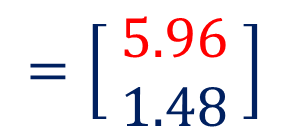 = [ 5.96
1.48 ]